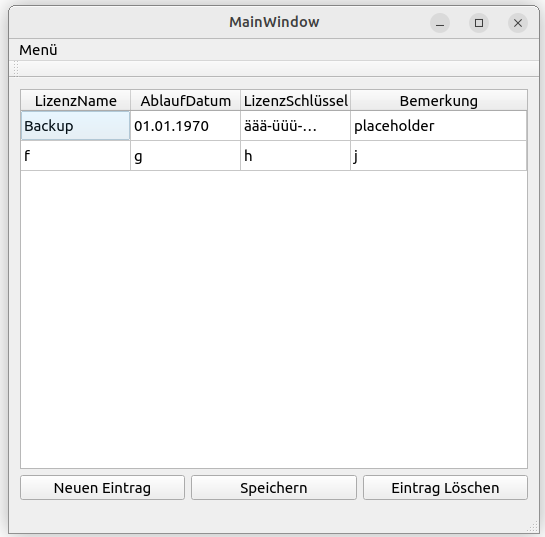 MainWindow
Menü
LizenzName AblaufDatum LizenzSchlüssel Bemerkung
Backup 01.01.1970 äää-üüü-... placeholder
f g h j
Neuen Eintrag Speichern Eintrag Löschen